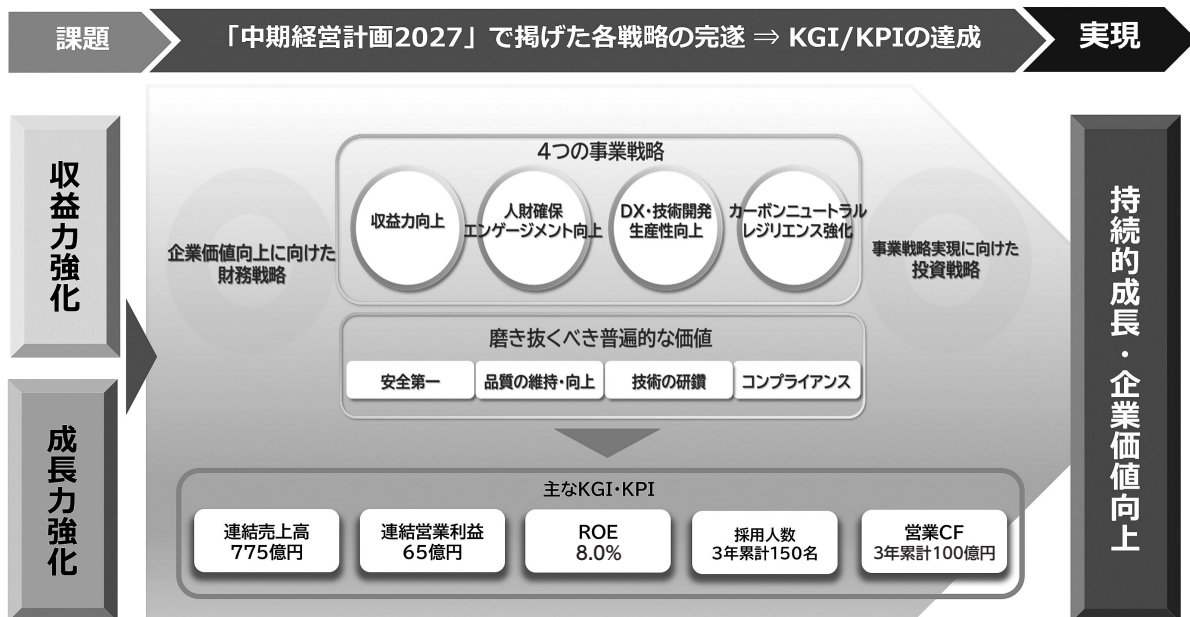 課題
「中期経営計画2027」で掲げた各戦略の完遂 ⇒ KGI/KPIの達成
実現
収益力強化
成長力強化
企業価値向上に向けた
財務戦略
4つの事業戦略
収益力向上
人財確保
エンゲージメント向上
DX・技術開発
生産性向上
カーボンニュートラル
レジリエンス強化
事業戦略実現に向けた
投資戦略
磨き抜くべき普遍的な価値
安全第一
品質の維持・向上
技術の研鑽
コンプライアンス
主なKGI・KPI
連結売上高
775億円
連結営業利益
65億円
ROE
8.0%
採用人数
3年累計150名
営業CF
3年累計100億円
持続的成長・企業価値向上